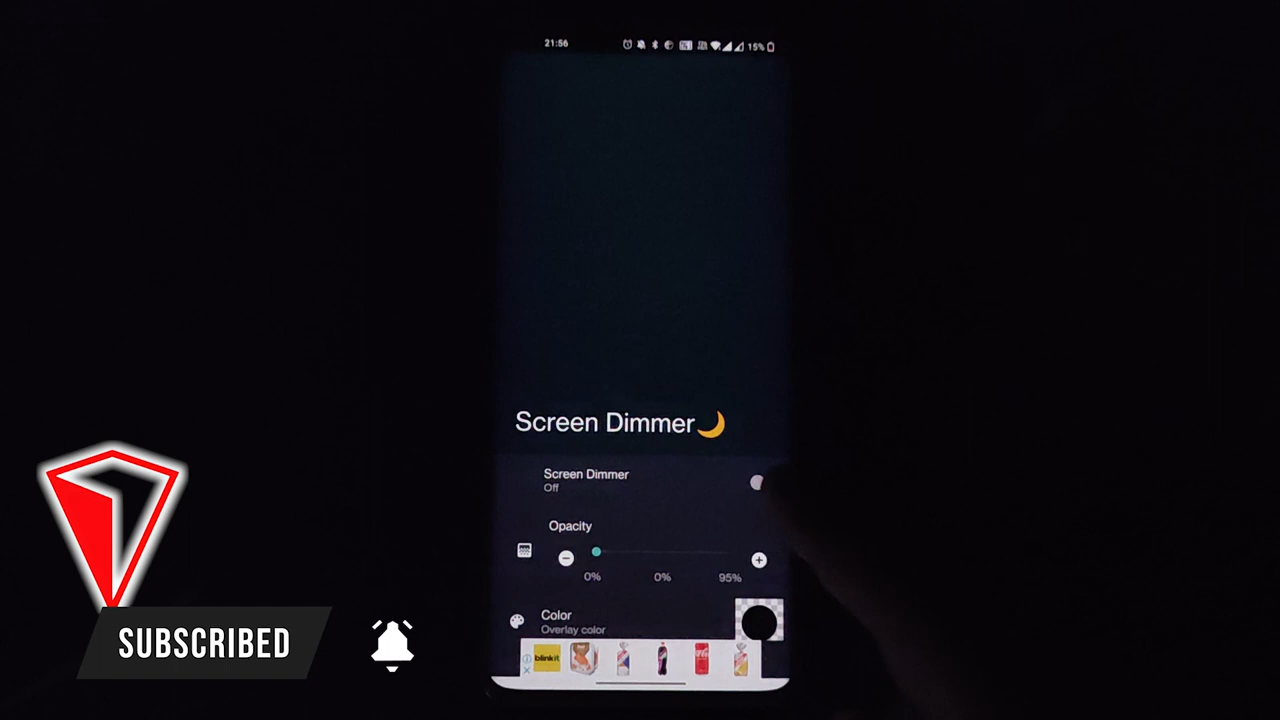 21:56
15%
Screen Dimmer🌙
Screen Dimmer
Off
Opacity
0%
0%
95%
Color
Overlay color
blinkit
SUBSCRIBED